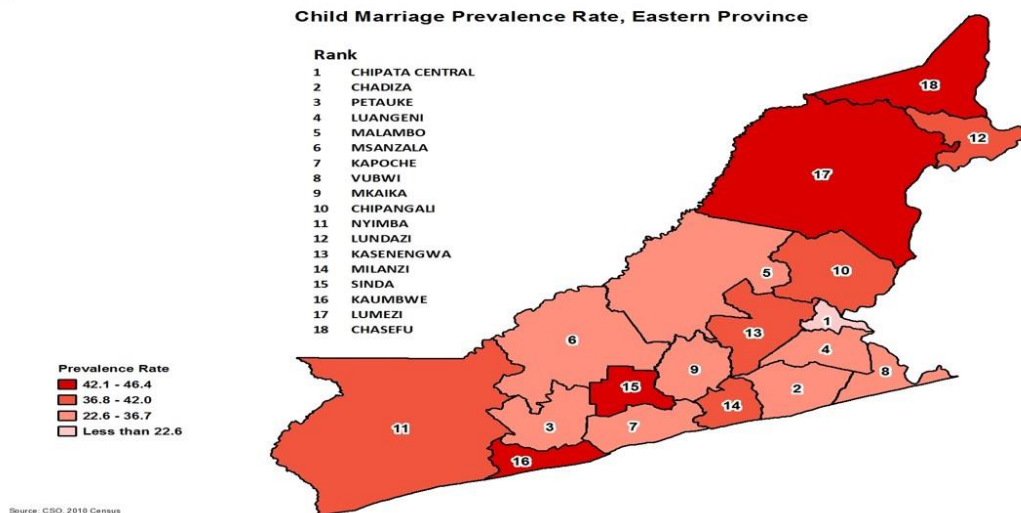 Child Marriage Prevalence Rate, Eastern Province
Rank
1 CHIPATA CENTRAL
2 CHADIZA
3 PETAUKE
4 LUANGENI
5 MALAMBO
6 MSANZALA
7 KAPOCHE
8 VUBWI
9 MKAIKA
10 CHIPANGALI
11 NYIMBA
12 LUNDAZI
13 KASENENGWA
14 MILANZI
15 SINDA
16 KAUMBWE
17 LUMEZI
18 CHASEFU
18
12
17
5
10
1
13
6
4
9
8
15
2
14
3
7
11
16
Prevalence Rate
42.1 - 46.4
36.8 - 42.0
22.6 - 36.7
Less than 22.6
Source: CSO, 2010 Census